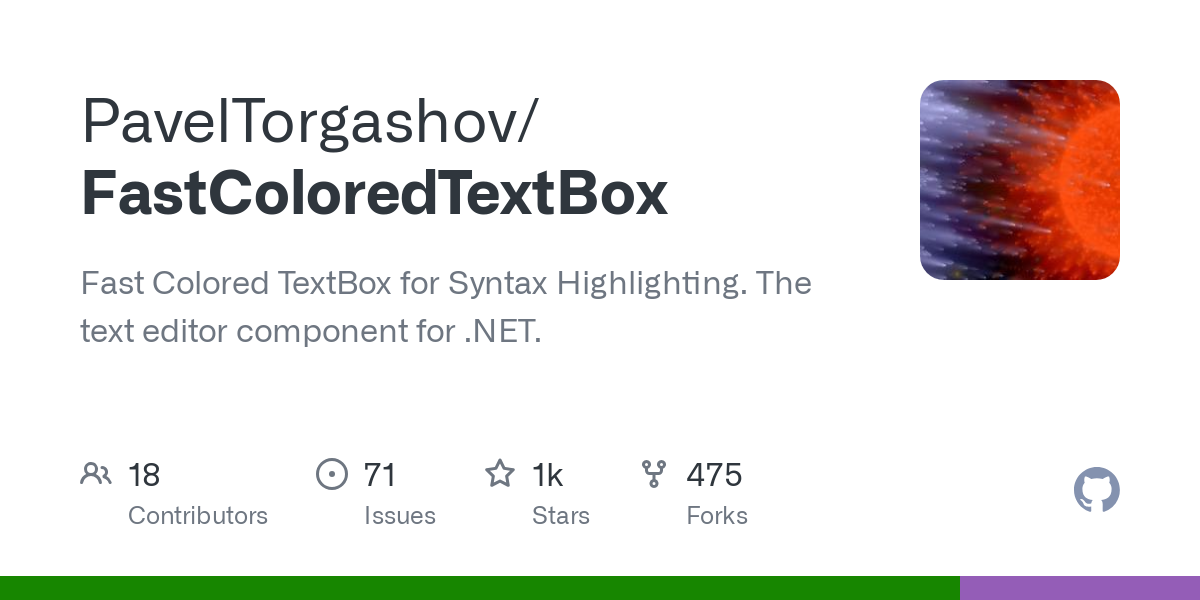 PavelTorgashov/
FastColoredTextBox
Fast Colored TextBox for Syntax Highlighting. The
text editor component for .NET.
18
Contributors
71
Issues
1k
Stars
475
Forks